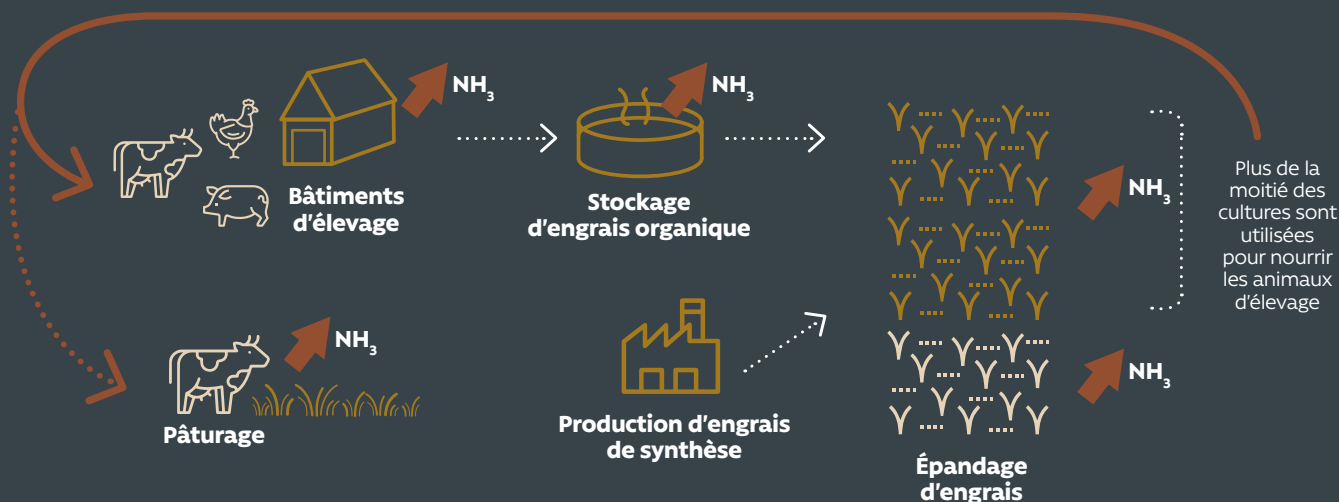 NH₃
NH₃
Bâtiments
d'élevage
Stockage
d'engrais organique
NH₃
Plus de la
moitié des
cultures sont
utilisées
pour nourrir
les animaux
d'élevage
NH₃
Pâturage
Production d'engrais
de synthèse
NH₃
Épandage
d'engrais